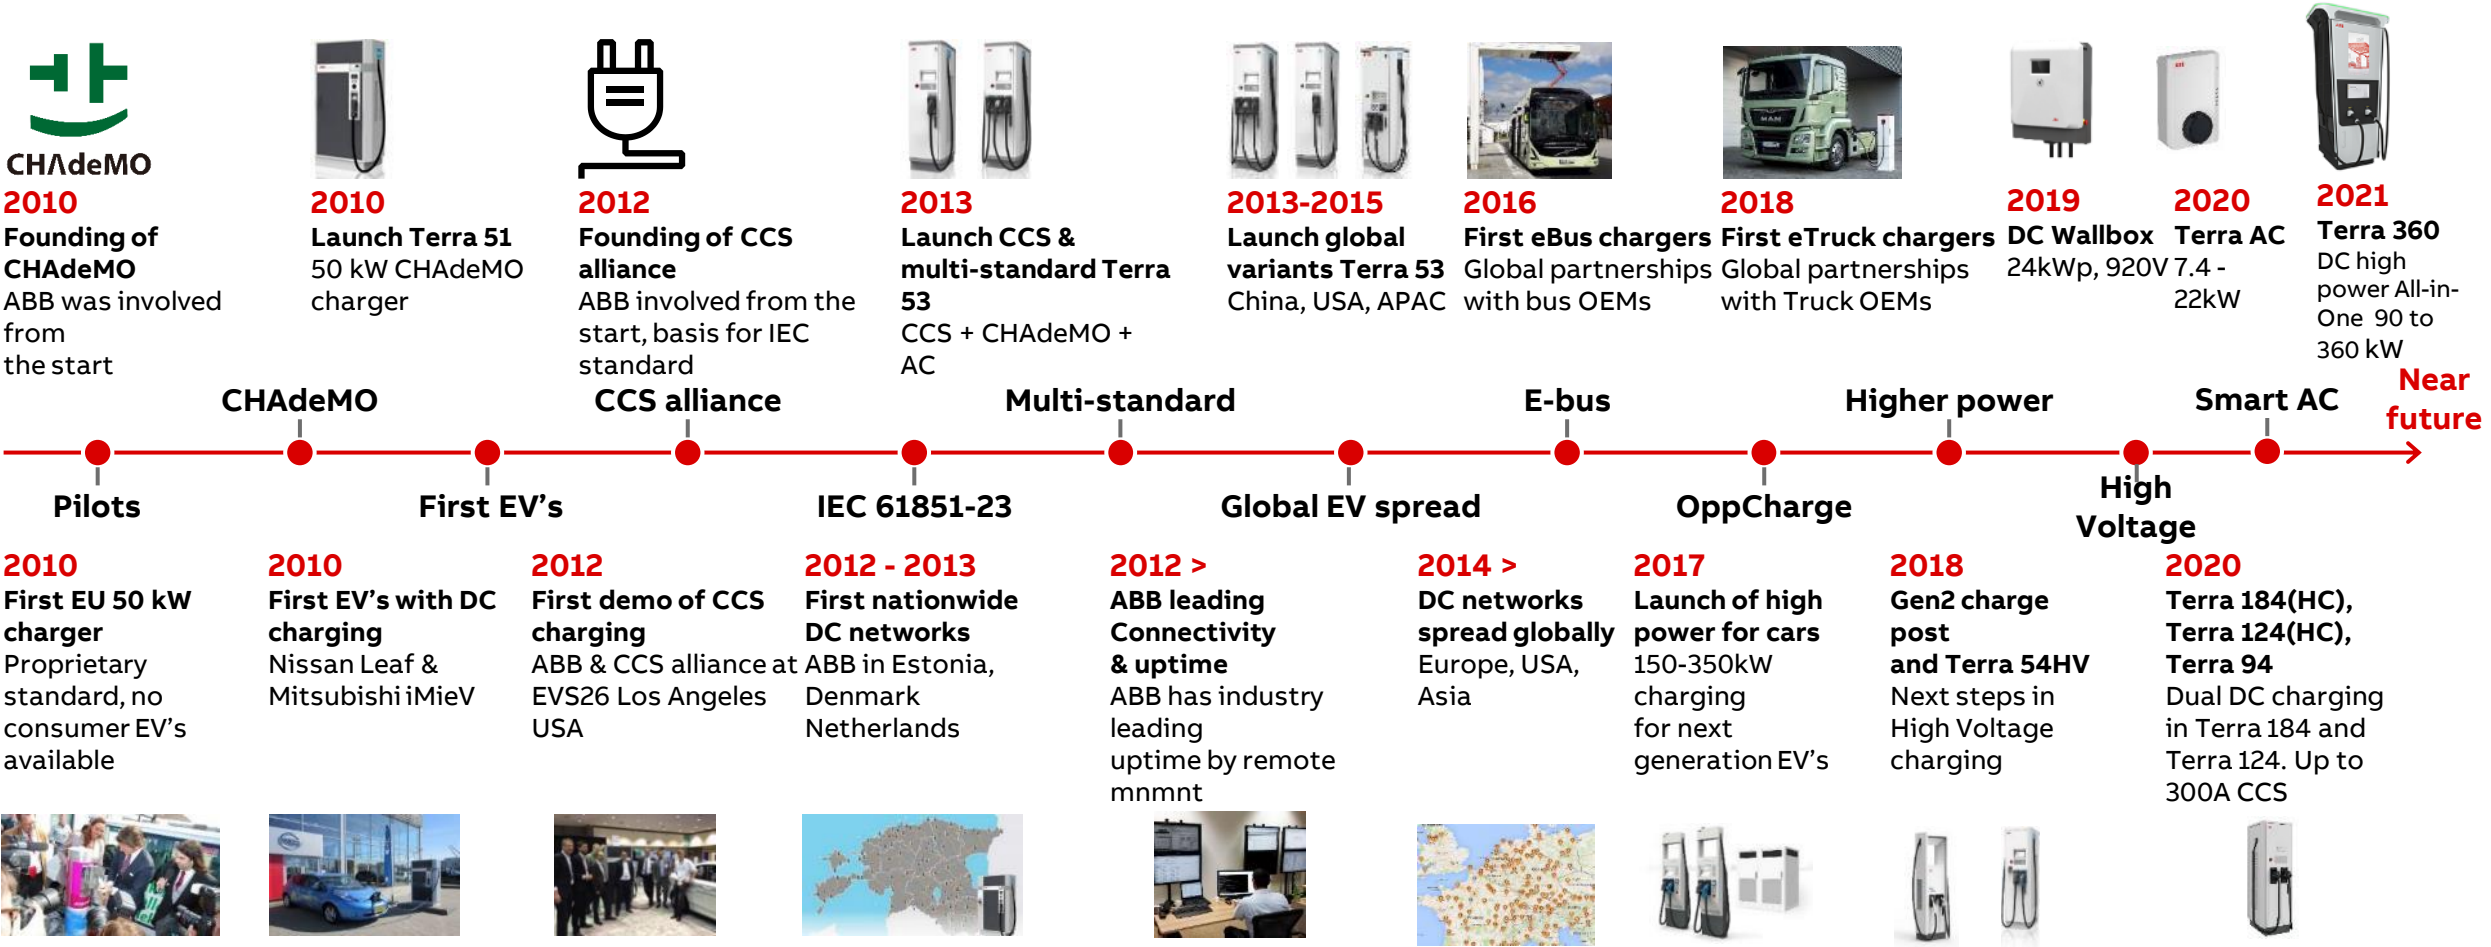 CHΛdeMO
2010
Founding of
CHAdeMO
ABB was involved
from
the start
2010
Launch Terra 51
50 kW CHAdeMO
charger
2012
Founding of CCS
alliance
ABB involved from the
start, basis for IEC
standard
2013
Launch CCS &
multi-standard Terra
53
CCS + CHAdeMO +
AC
2013-2015
Launch global
variants Terra 53
China, USA, APAC
2016
First eBus chargers
Global partnerships
with bus OEMs
2018
First eTruck chargers
Global partnerships
with Truck OEMs
2019
DC Wallbox
24kWp, 920V
2020
Terra AC
7.4 -
22kW
2021
Terra 360
DC high
power All-in-
One 90 to
360 kW
CHAdeMO
CCS alliance
Multi-standard
E-bus
Higher power
Smart AC
Near
future
Pilots
First EV’s
IEC 61851-23
Global EV spread
OppCharge
High
Voltage
2010
First EU 50 kW
charger
Proprietary
standard, no
consumer EV’s
available
2010
First EV’s with DC
charging
Nissan Leaf &
Mitsubishi iMieV
2012
First demo of CCS
charging
ABB & CCS alliance at
EVS26 Los Angeles
USA
2012 - 2013
First nationwide
DC networks
ABB in Estonia,
Denmark
Netherlands
2012 >
ABB leading
Connectivity
& uptime
ABB has industry
leading
uptime by remote
mnmnt
2014 >
DC networks
spread globally
Europe, USA,
Asia
2017
Launch of high
power for cars
150-350kW
charging
for next
generation EV’s
2018
Gen2 charge
post
and Terra 54HV
Next steps in
High Voltage
charging
2020
Terra 184(HC),
Terra 124(HC),
Terra 94
Dual DC charging
in Terra 184 and
Terra 124. Up to
300A CCS
MAN